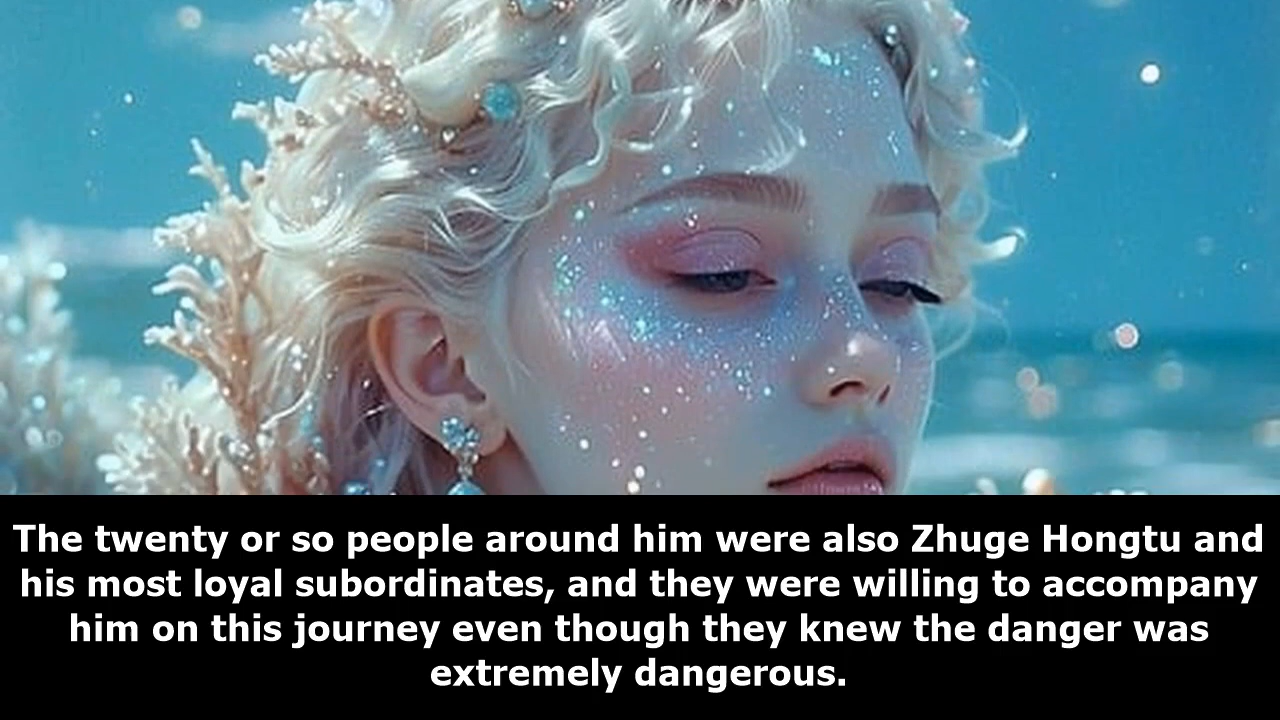 The twenty or so people around him were also Zhuge Hongtu and
his most loyal subordinates, and they were willing to accompany
him on this journey even though they knew the danger was
extremely dangerous.